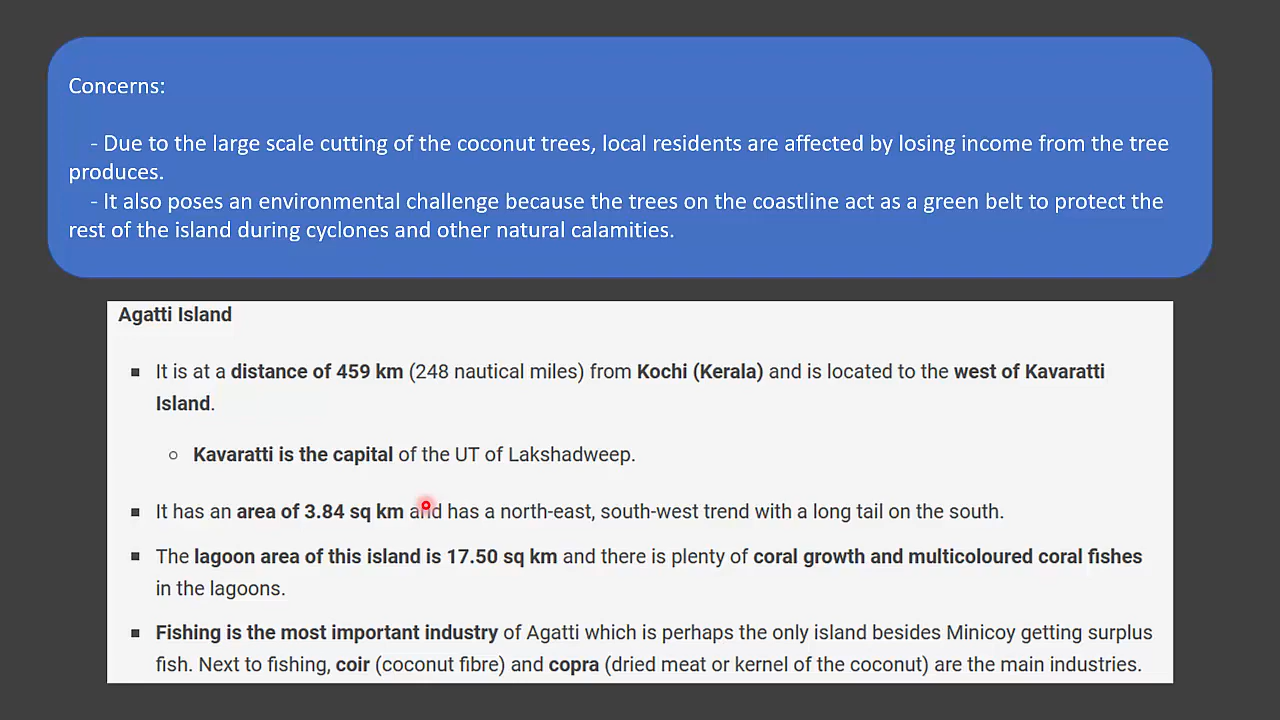 Concerns:
- Due to the large scale cutting of the coconut trees, local residents are affected by losing income from the tree
produces.
- It also poses an environmental challenge because the trees on the coastline act as a green belt to protect the
rest of the island during cyclones and other natural calamities.
Agatti Island
▪ It is at a distance of 459 km (248 nautical miles) from Kochi (Kerala) and is located to the west of Kavaratti
Island.
○ Kavaratti is the capital of the UT of Lakshadweep.
▪ It has an area of 3.84 sq km and has a north-east, south-west trend with a long tail on the south.
▪ The lagoon area of this island is 17.50 sq km and there is plenty of coral growth and multicoloured coral fishes
in the lagoons.
▪ Fishing is the most important industry of Agatti which is perhaps the only island besides Minicoy getting surplus
fish. Next to fishing, coir (coconut fibre) and copra (dried meat or kernel of the coconut) are the main industries.